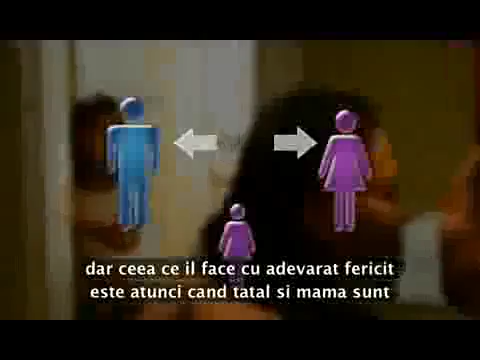 dar ceea ce il face cu adevarat fericit
este atunci cand tatal si mama sunt